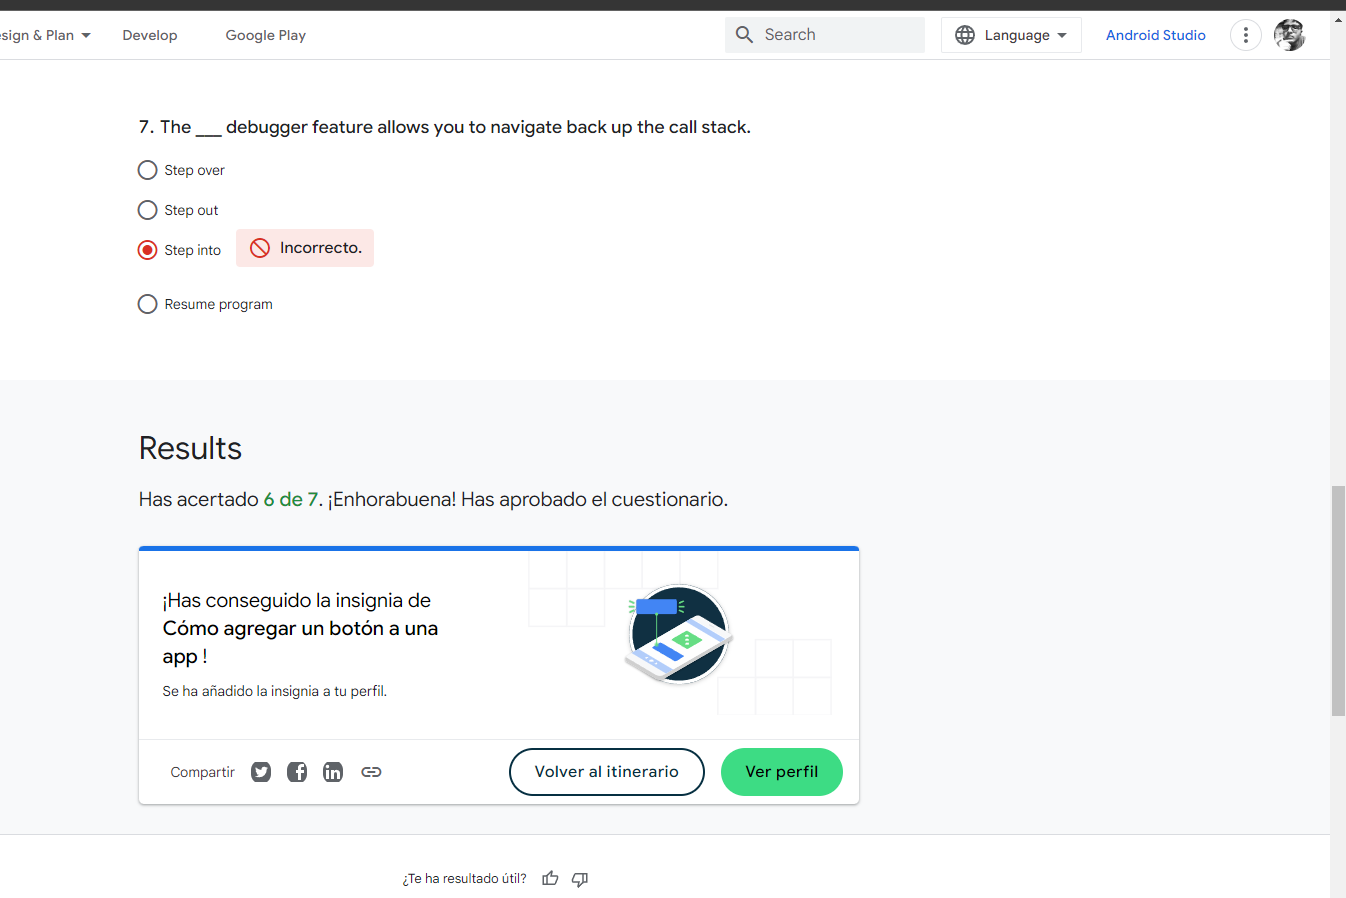 sign & Plan
Develop
Google Play
Search
Language
Android Studio
7. The ___ debugger feature allows you to navigate back up the call stack.
Step over
Step out
Step into
Incorrecto.
Resume program
Results
Has acertado 6 de 7. ¡Enhorabuena! Has aprobado el cuestionario.
¡Has conseguido la insignia de
Cómo agregar un botón a una
app !
Se ha añadido la insignia a tu perfil.
Compartir
Volver al itinerario
Ver perfil
¿Te ha resultado útil?